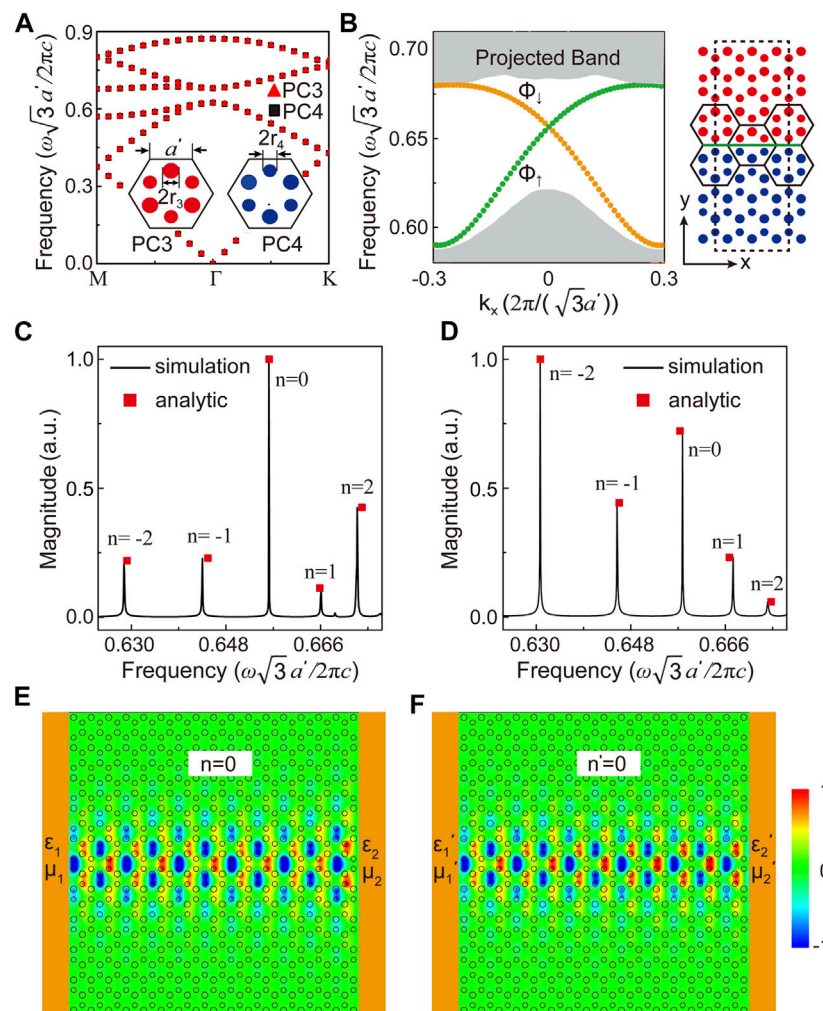 A
Frequency (ω√3 a′/2πc)
0.9
0.6
0.3
0.0
M
Γ
K
PC3
PC4
a′
2r₄
2r₃
PC3
PC4
B
Frequency (ω√3 a′/2πc)
0.70
0.65
0.60
Projected Band
Φ↓
Φ↑
-0.3
0
0.3
kₓ (2π/(√3a′))
y
x
C
Magnitude (a.u.)
1.0
0.5
0.0
simulation
analytic
n=0
n=2
n= -2
n= -1
n=1
0.630
0.648
0.666
Frequency (ω√3 a′/2πc)
D
Magnitude (a.u.)
1.0
0.5
0.0
n= -2
simulation
analytic
n=0
n= -1
n=1
n=2
0.630
0.648
0.666
Frequency (ω√3 a′/2πc)
E
n=0
ε₁
μ₁
ε₂
μ₂
F
n′=0
ε₁′
μ₁′
ε₂′
μ₂′
0